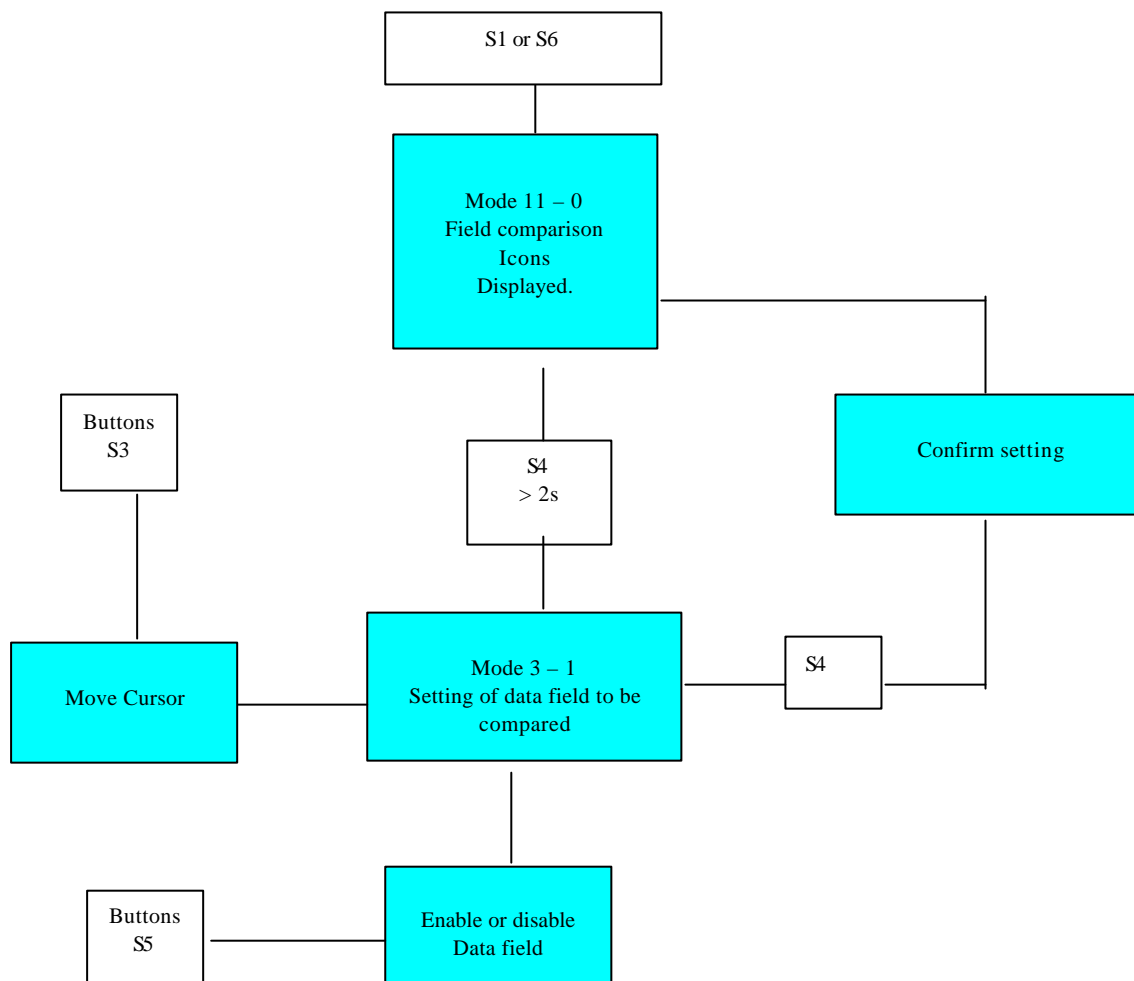 S1 or S6
Mode 11 – 0
Field comparison
Icons
Displayed.
Buttons
S3
S4
> 2s
Confirm setting
Move Cursor
Mode 3 – 1
Setting of data field to be
compared
S4
Buttons
S5
Enable or disable
Data field